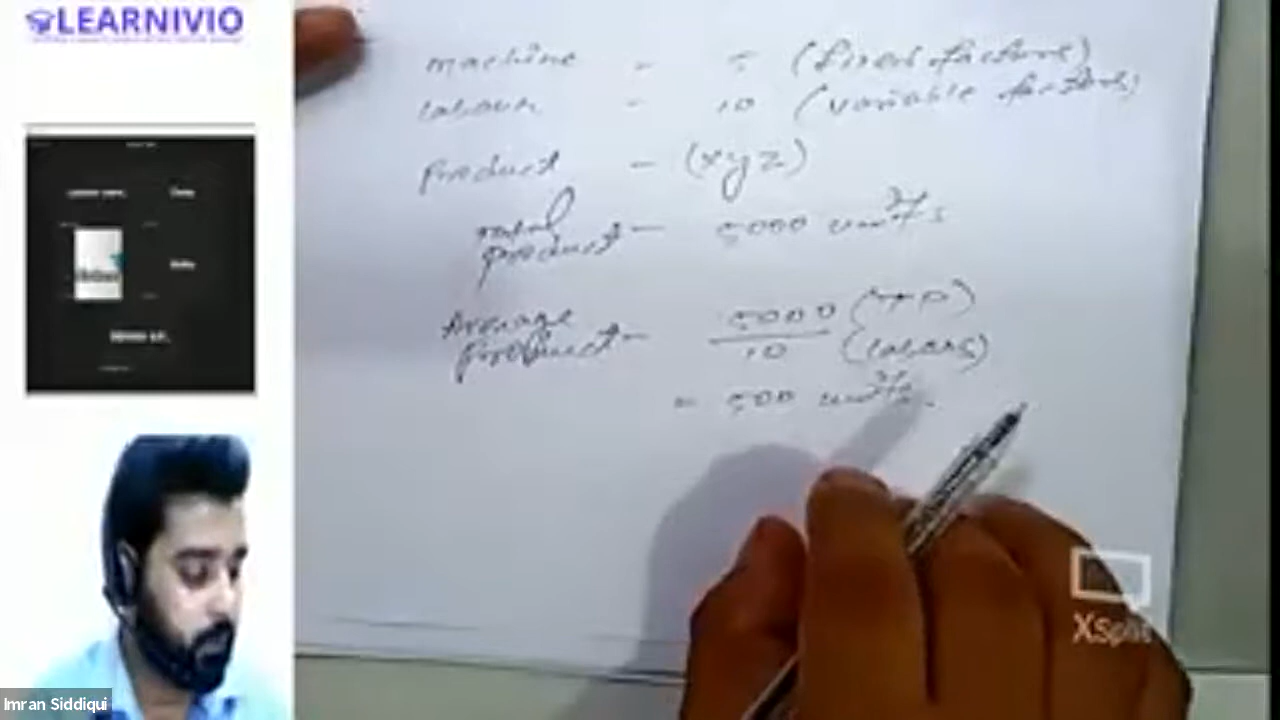 LEARNIVIO
machine - 5 (fixed factors)
labour - 10 (variable factors)
Product - (xyz)
Total product - 5000 units
Average product - 5000 (TP)
10 (labours)
= 500 units.
XSplit
Imran Siddiqui